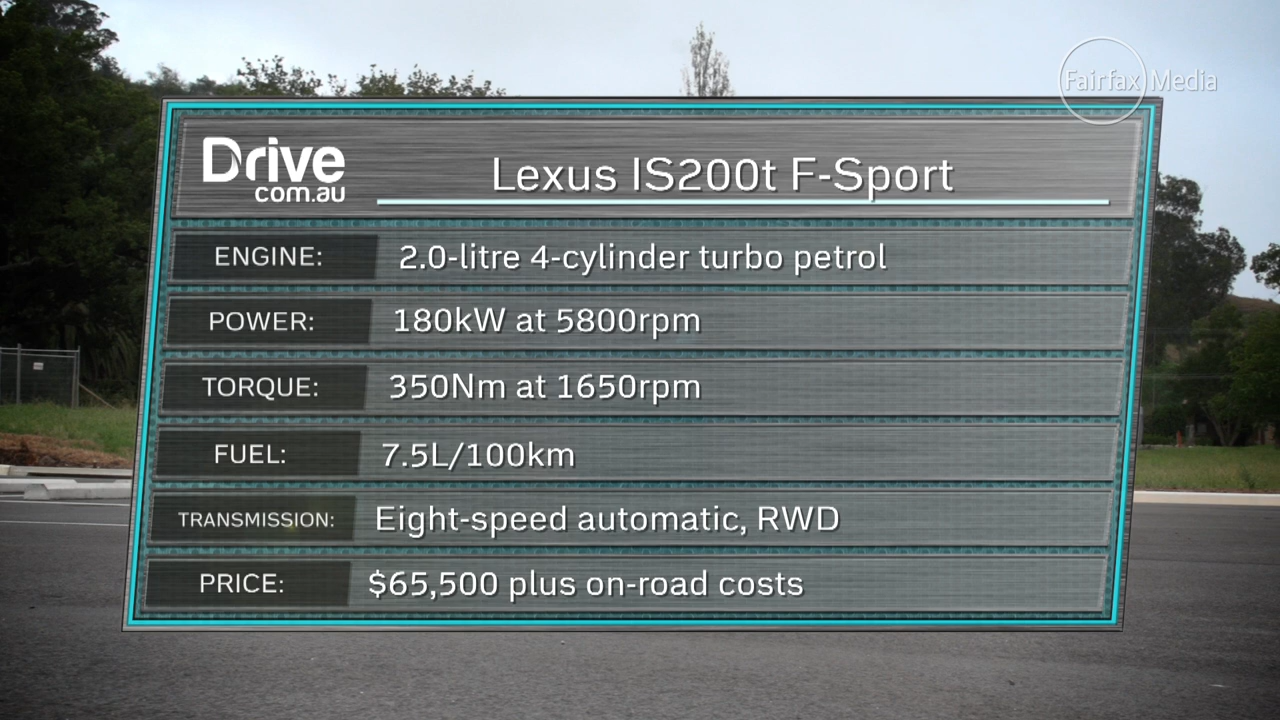 Fairfax Media
Drive
com.au
Lexus IS200t F-Sport
ENGINE: 2.0-litre 4-cylinder turbo petrol
POWER: 180kW at 5800rpm
TORQUE: 350Nm at 1650rpm
FUEL: 7.5L/100km
TRANSMISSION: Eight-speed automatic, RWD
PRICE: $65,500 plus on-road costs